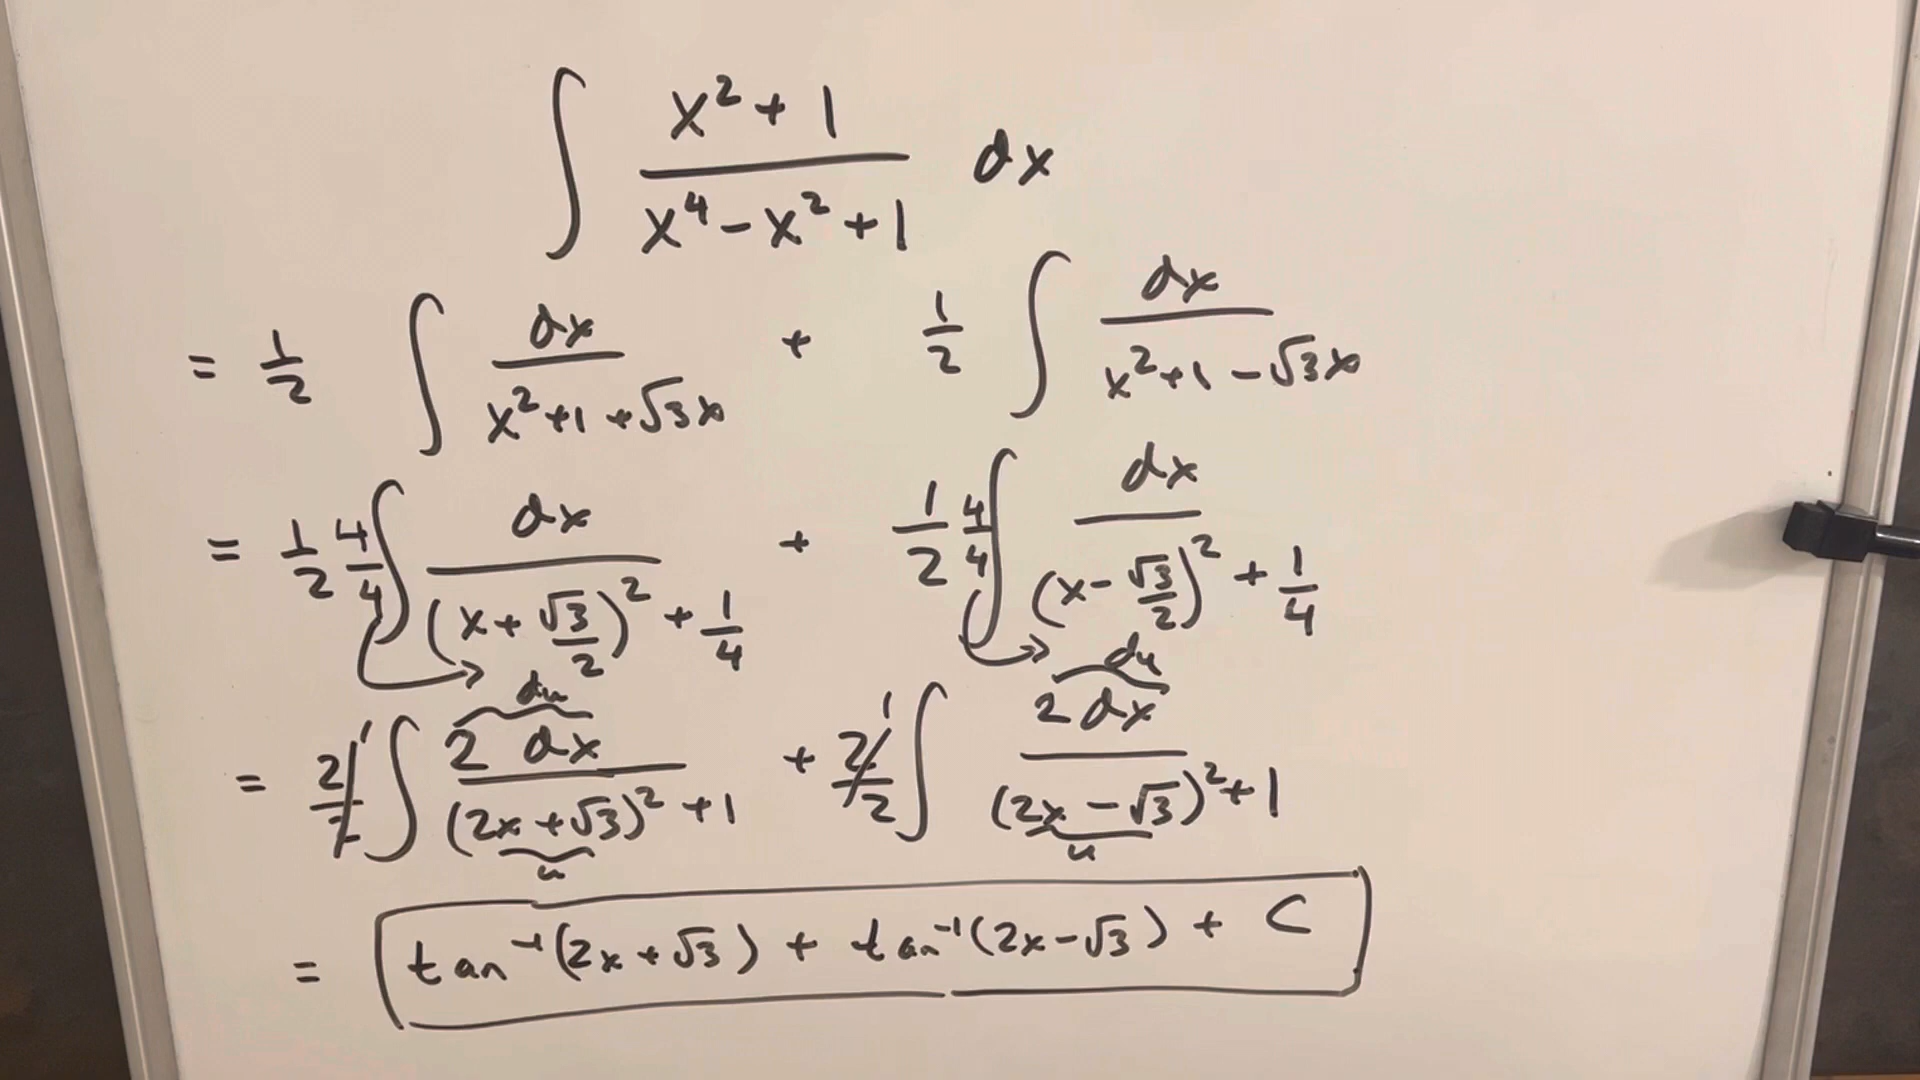 ∫ (x² + 1)/(x⁴ - x² + 1) dx
= 1/2 ∫ dx/(x² + 1 + √3x) + 1/2 ∫ dx/(x² + 1 - √3x)
= 1/2 4/4 ∫ dx/((x + √3/2)² + 1/4) + 1/2 4/4 ∫ dx/((x - √3/2)² + 1/4)
du du
= 2/2 1 ∫ 2 dx/((2x + √3)² + 1) + 2/2 1 ∫ 2 dx/((2x - √3)² + 1)
u u
= tan⁻¹(2x + √3) + tan⁻¹(2x - √3) + C